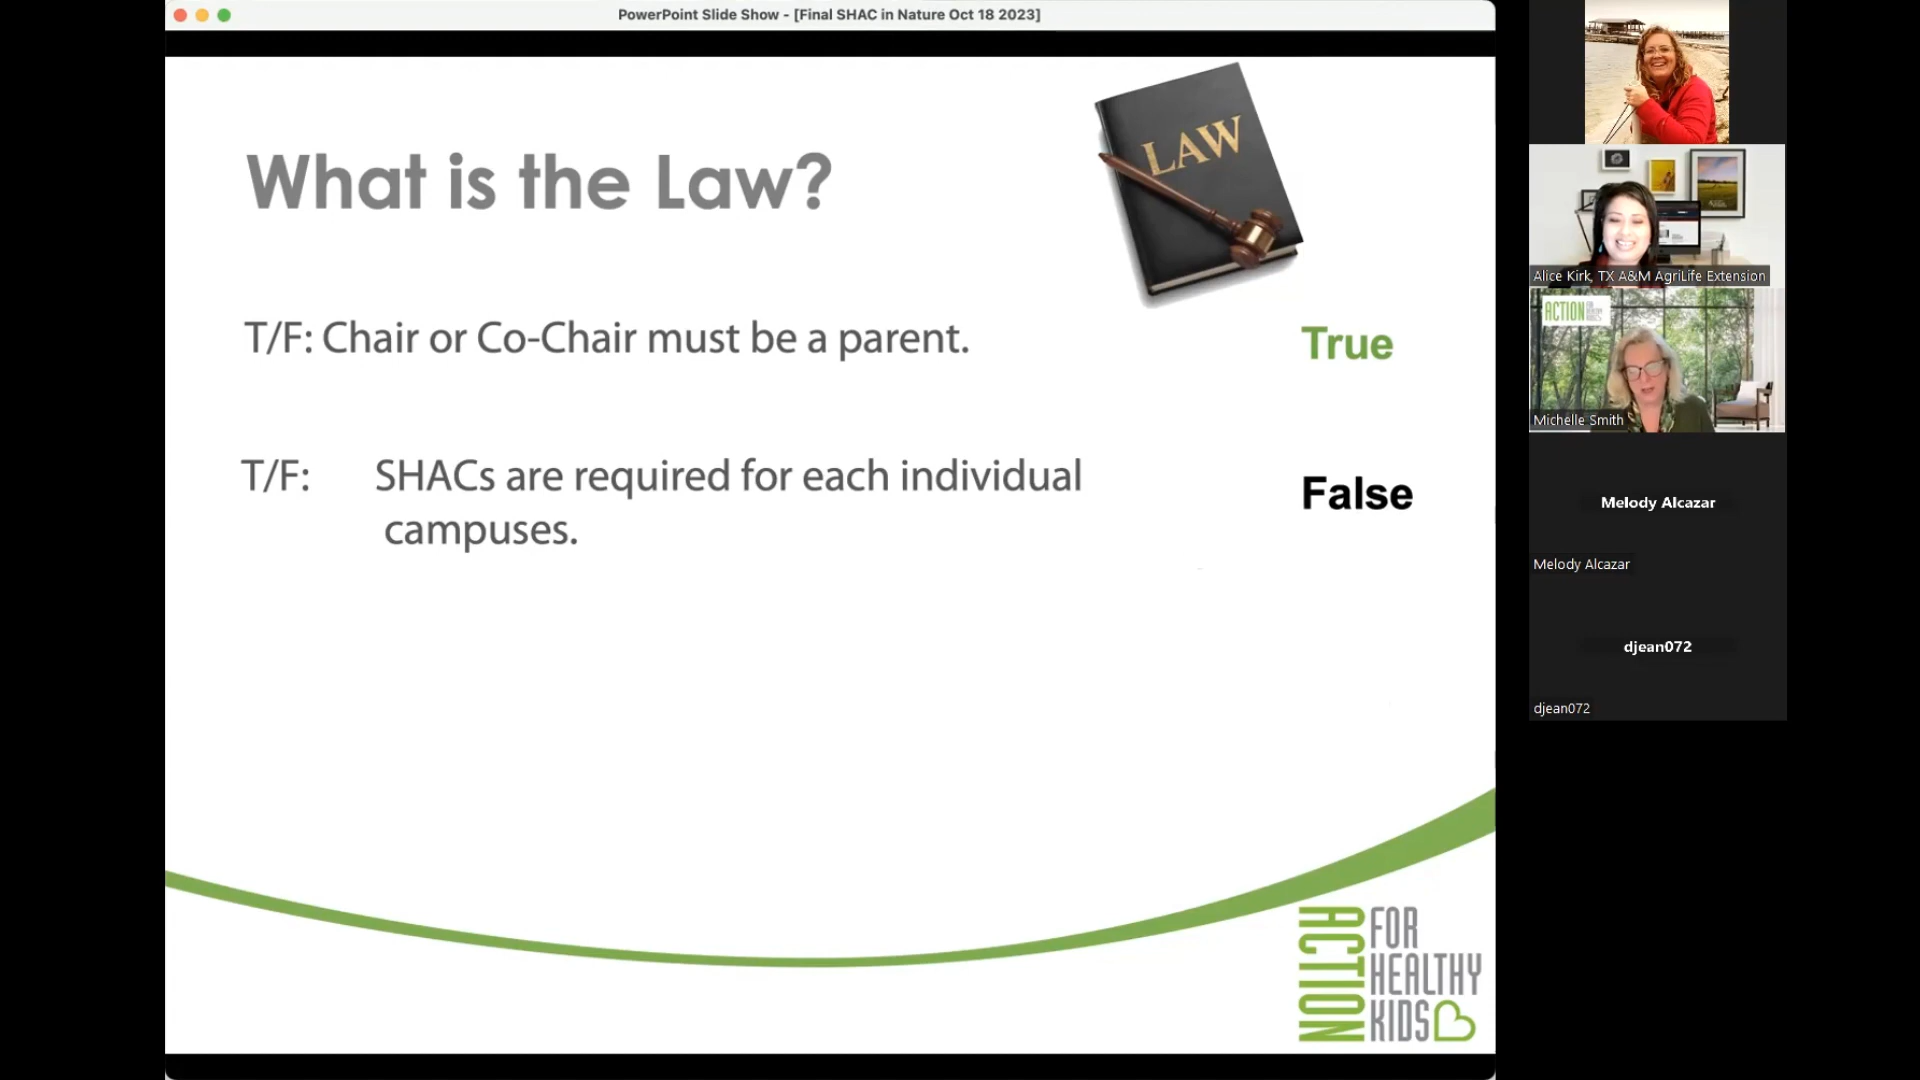 PowerPoint Slide Show - [Final SHAC in Nature Oct 18 2023]
What is the Law?
LAW
T/F: Chair or Co-Chair must be a parent.
True
T/F: SHACs are required for each individual
campuses.
False
ACTION
FOR
HEALTHY
KIDS
Alice Kirk, TX A&M AgriLife Extension
ACTION
Michelle Smith
Melody Alcazar
Melody Alcazar
djean072
djean072